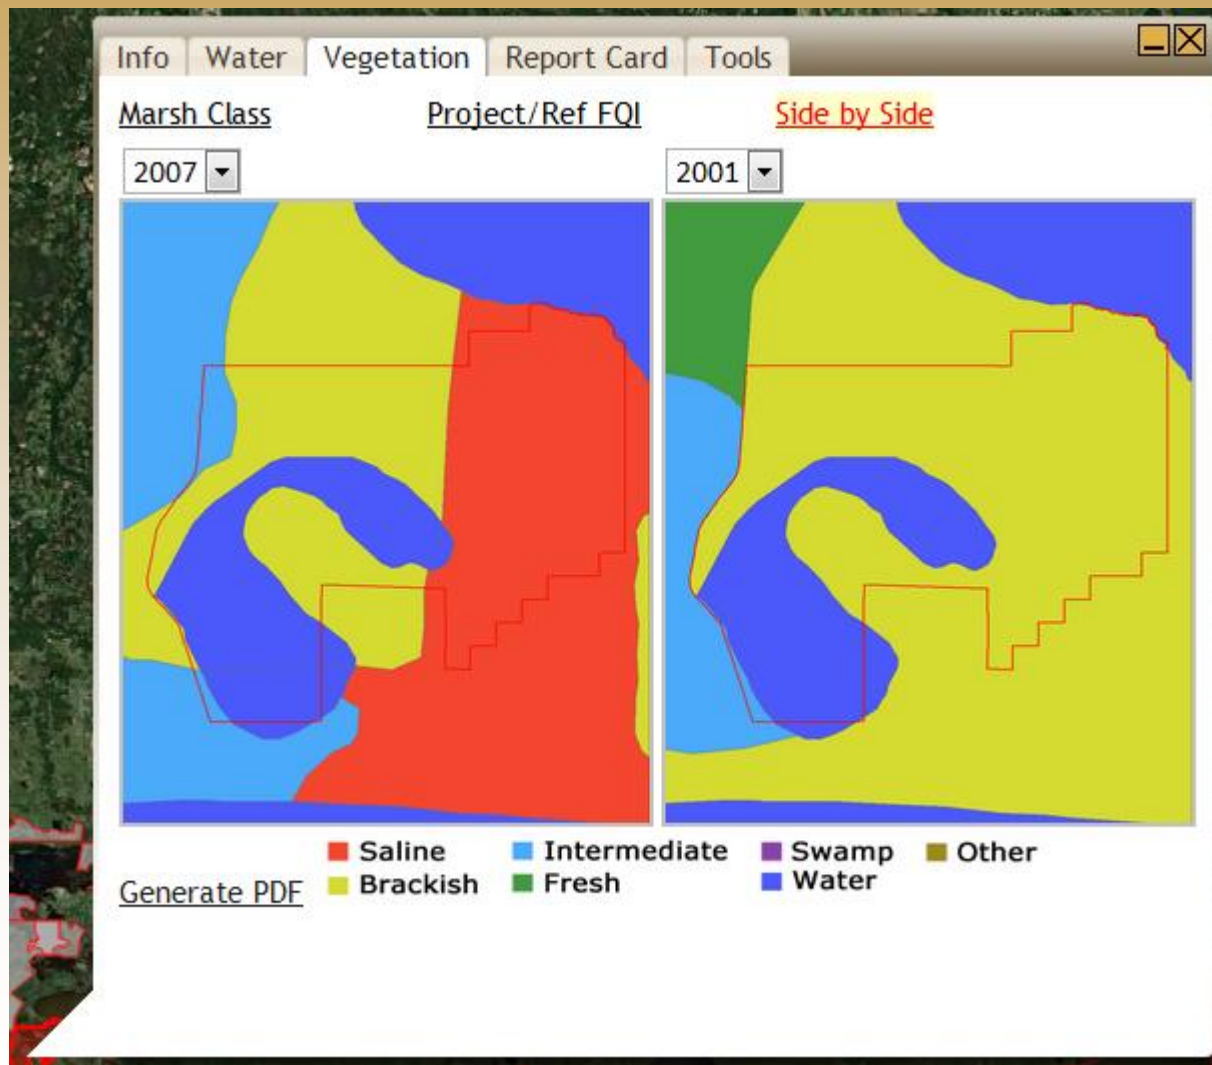 Info Water Vegetation Report Card Tools
Marsh Class Project/Ref FQI Side by Side
2007 2001
Saline Intermediate Swamp Other
Brackish Fresh Water
Generate PDF